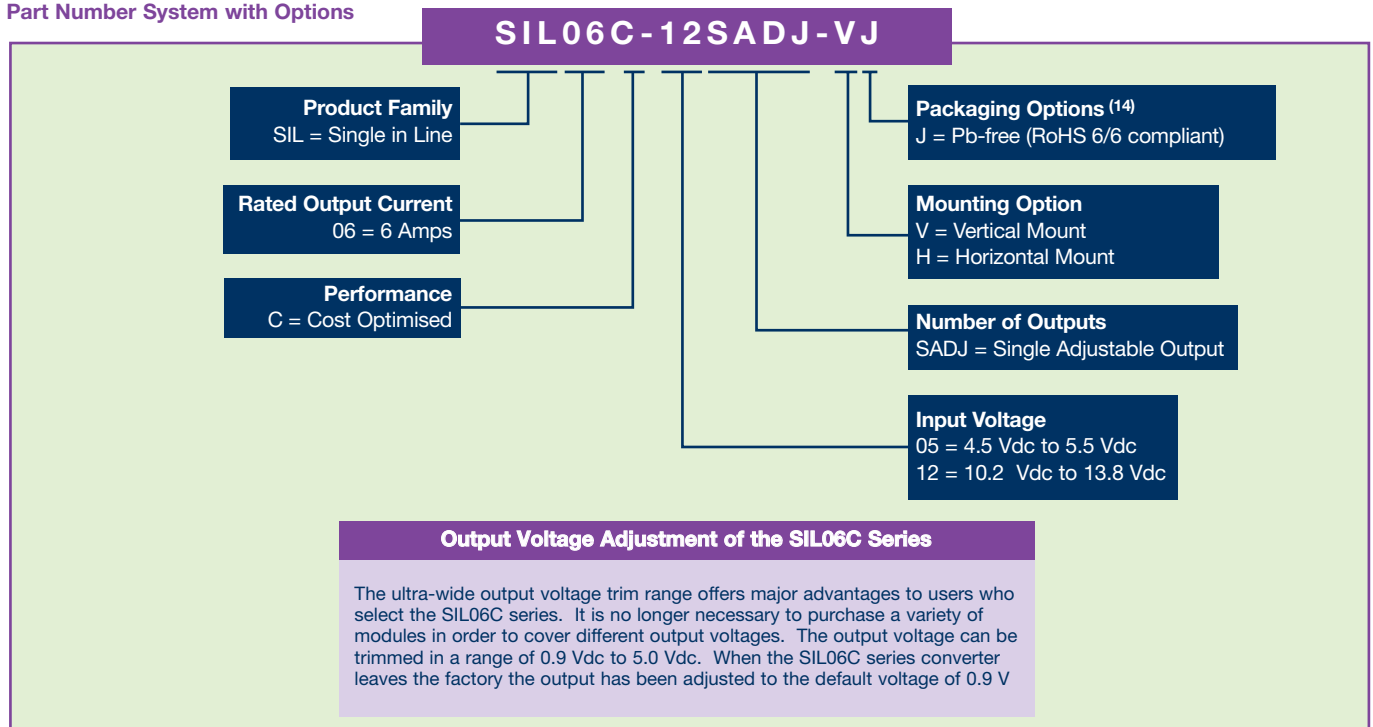 Part Number System with Options
SIL06C-12SADJ-VJ
Product Family
SIL = Single in Line
Rated Output Current
06 = 6 Amps
Performance
C = Cost Optimised
Packaging Options (14)
J = Pb-free (RoHS 6/6 compliant)
Mounting Option
V = Vertical Mount
H = Horizontal Mount
Number of Outputs
SADJ = Single Adjustable Output
Input Voltage
05 = 4.5 Vdc to 5.5 Vdc
12 = 10.2 Vdc to 13.8 Vdc
Output Voltage Adjustment of the SIL06C Series
The ultra-wide output voltage trim range offers major advantages to users who
select the SIL06C series. It is no longer necessary to purchase a variety of
modules in order to cover different output voltages. The output voltage can be
trimmed in a range of 0.9 Vdc to 5.0 Vdc. When the SIL06C series converter
leaves the factory the output has been adjusted to the default voltage of 0.9 V